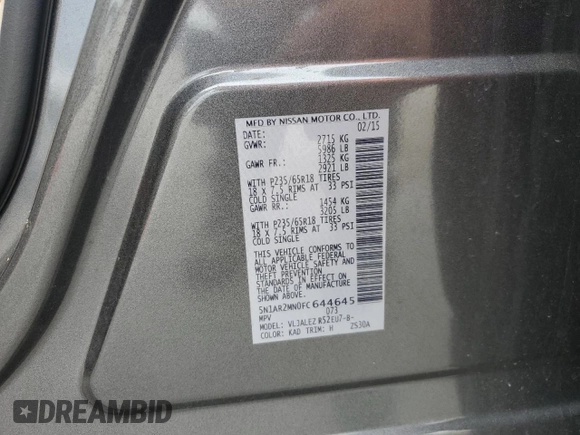 MFD BY NISSAN MOTOR CO., LTD.
DATE: 02/15
GVWR: 2715 KG
5986 LB
GAWR FR.: 1325 KG
2921 LB
WITH P235/65R18 TIRES
18 x 7.5 RIMS AT 33 PSI
COLD SINGLE
GAWR RR.: 1454 KG
3205 LB
WITH P235/65R18 TIRES
18 x 7.5 RIMS AT 33 PSI
COLD SINGLE
THIS VEHICLE CONFORMS TO
ALL APPLICABLE FEDERAL
MOTOR VEHICLE SAFETY AND
THEFT PREVENTION
STANDARDS IN EFFECT ON
THE DATE OF MANUFACTURE
SHOWN ABOVE.
5N1AR2MN0FC644645
MPV 073
MODEL: VLJALEZ R52EU7-B-
COLOR: KAD TRIM: H 2S30A
DREAMBID